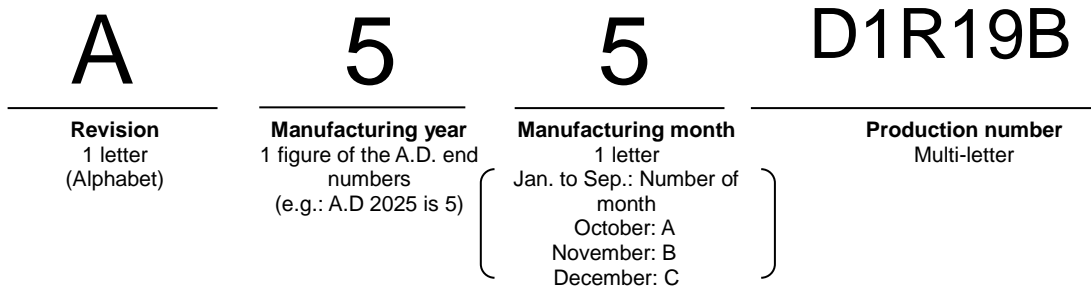 A 5 5 D1R19B
Revision
1 letter
(Alphabet)
Manufacturing year
1 figure of the A.D. end
numbers
(e.g.: A.D 2025 is 5)
Manufacturing month
1 letter
Jan. to Sep.: Number of
month
October: A
November: B
December: C
Production number
Multi-letter